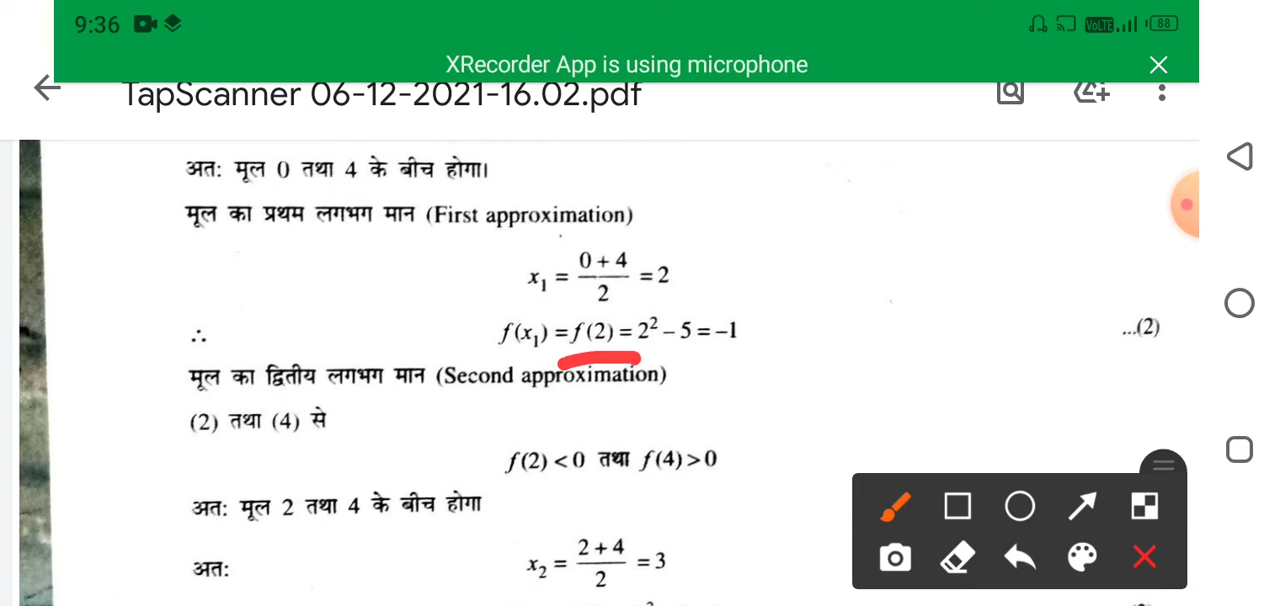 9:36 VoLTE 88
XRecorder App is using microphone
TapScanner 06-12-2021-16.02.pdf
अतः मूल 0 तथा 4 के बीच होगा।
मूल का प्रथम लगभग मान (First approximation)
x₁ = (0 + 4)/2 = 2
∴ f(x₁) = f(2) = 2² – 5 = –1 ...(2)
मूल का द्वितीय लगभग मान (Second approximation)
(2) तथा (4) से
f(2) < 0 तथा f(4) > 0
अतः मूल 2 तथा 4 के बीच होगा
अतः x₂ = (2 + 4)/2 = 3